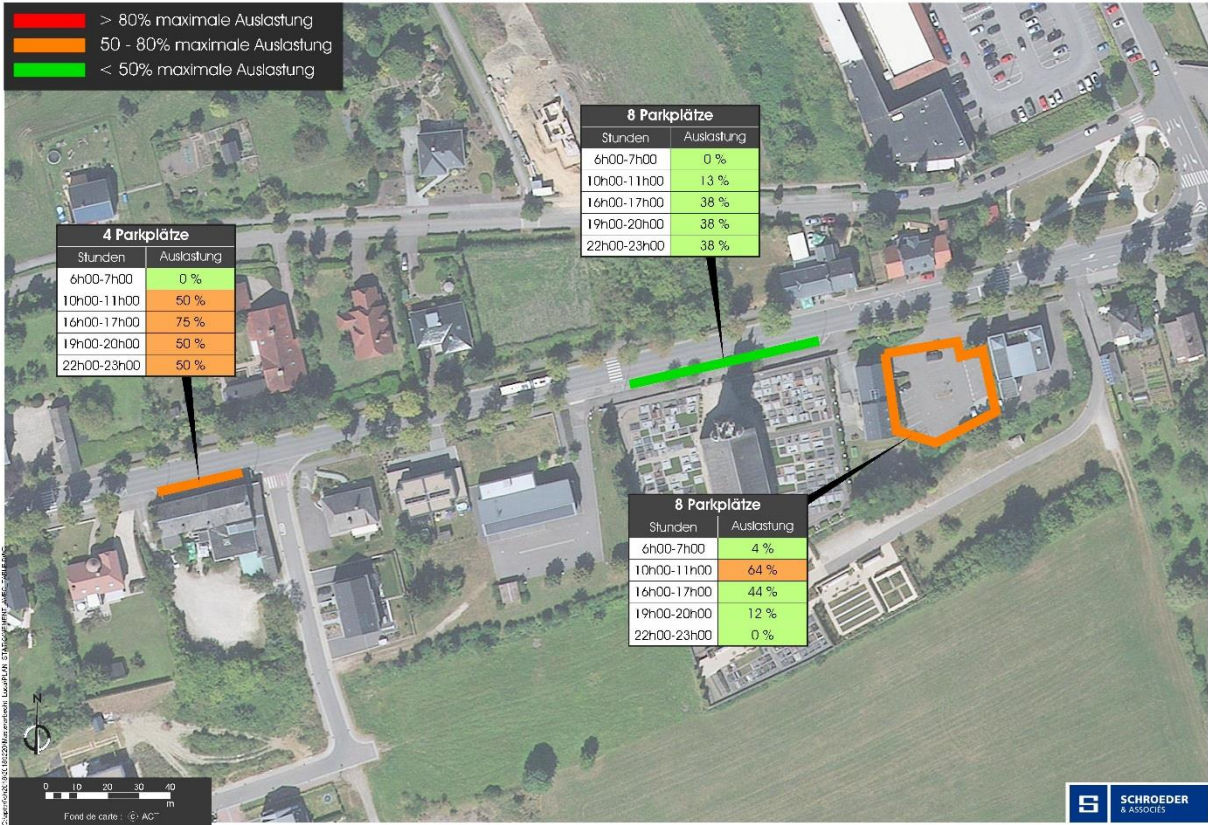 > 80% maximale Auslastung
50 - 80% maximale Auslastung
< 50% maximale Auslastung
8 Parkplätze
Stunden Auslastung
6h00-7h00 0 %
10h00-11h00 13 %
16h00-17h00 38 %
19h00-20h00 38 %
22h00-23h00 38 %
4 Parkplätze
Stunden Auslastung
6h00-7h00 0 %
10h00-11h00 50 %
16h00-17h00 75 %
19h00-20h00 50 %
22h00-23h00 50 %
8 Parkplätze
Stunden Auslastung
6h00-7h00 4 %
10h00-11h00 64 %
16h00-17h00 44 %
19h00-20h00 12 %
22h00-23h00 0 %
N
0 10 20 30 40
m
Fond de carte : © ACT
S SCHROEDER
& ASSOCIÉS